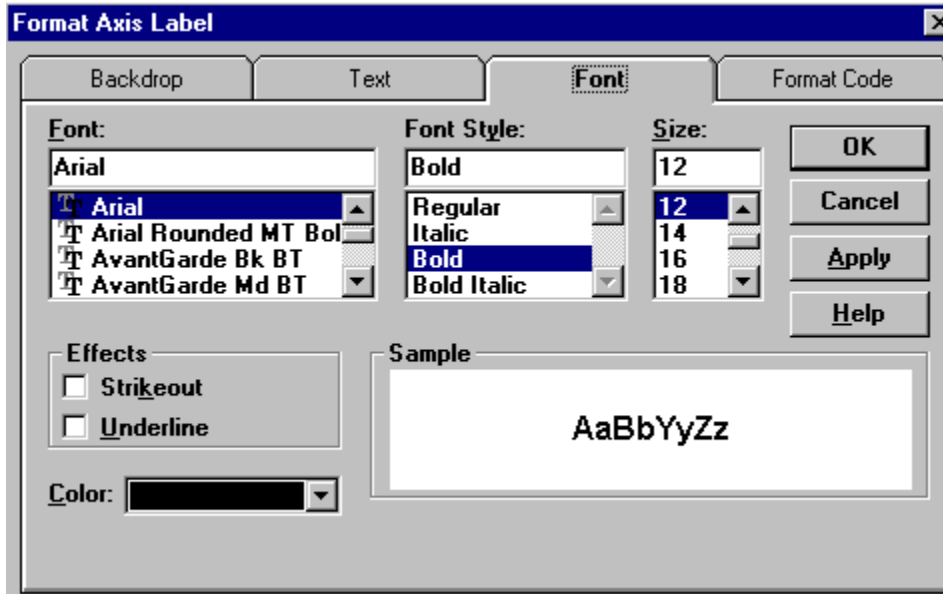 Format Axis Label
Backdrop
Text
Font
Format Code
Font:
Font Style:
Size:
Arial
Bold
12
OK
Cancel
Apply
Help
Arial
Arial Rounded MT Bol
AvantGarde Bk BT
AvantGarde Md BT
Regular
Italic
Bold
Bold Italic
12
14
16
18
Effects
Strikeout
Underline
Color:
Sample
AaBbYyZz